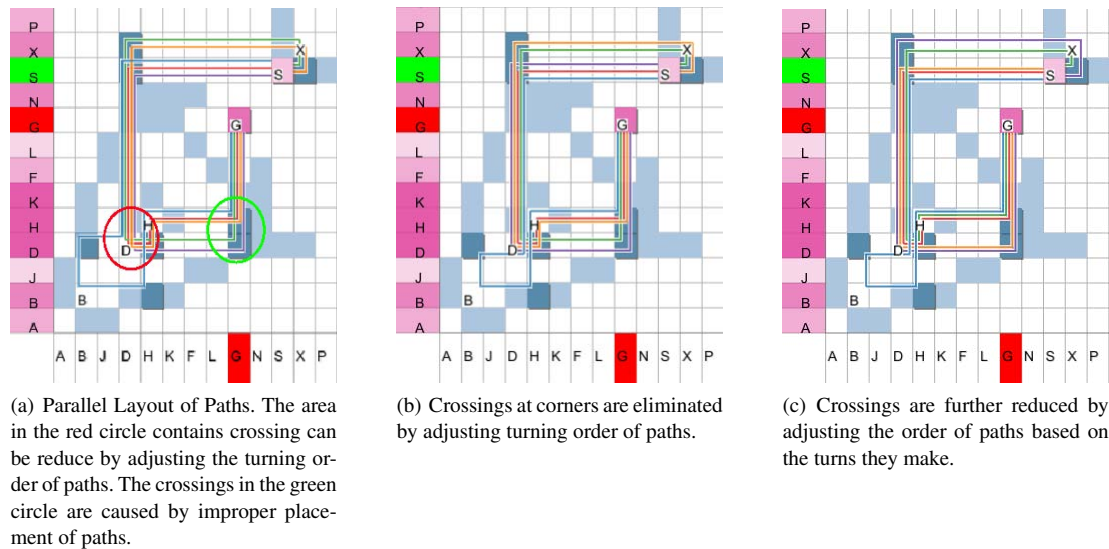 P
X
S
N
G
L
F
K
H
D
J
B
A
X
S
G
H
D
B
A B J D H K F L G N S X P
P
X
S
N
G
L
F
K
H
D
J
B
A
X
S
G
H
D
B
A B J D H K F L G N S X P
P
X
S
N
G
L
F
K
H
D
J
B
A
X
S
G
H
D
B
A B J D H K F L G N S X P
(a) Parallel Layout of Paths. The area
in the red circle contains crossing can
be reduce by adjusting the turning or-
der of paths. The crossings in the green
circle are caused by improper place-
ment of paths.
(b) Crossings at corners are eliminated
by adjusting turning order of paths.
(c) Crossings are further reduced by
adjusting the order of paths based on
the turns they make.